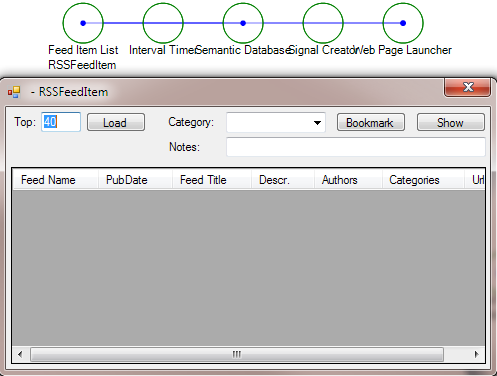 Feed Item List Interval Timer Semantic Database Signal Creator Web Page Launcher
RSSFeedItem
- RSSFeedItem
Top: 40 Load Category: Bookmark Show
Notes:
Feed Name PubDate Feed Title Descr. Authors Categories Url